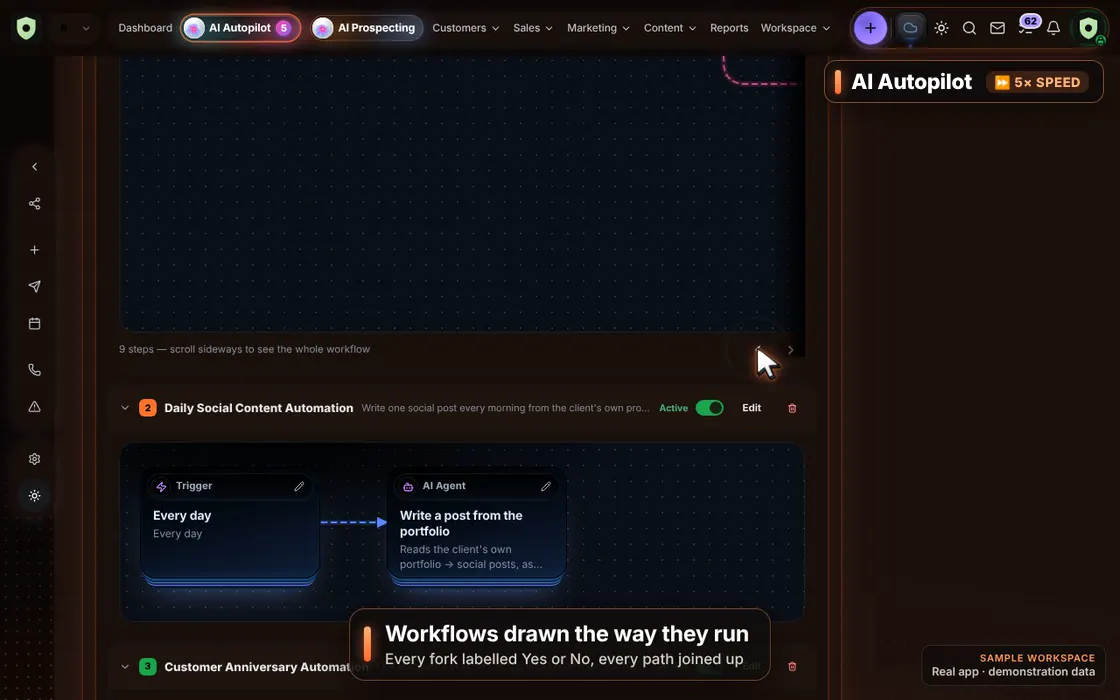 Dashboard
AI Autopilot 5
AI Prospecting
Customers
Sales
Marketing
Content
Reports
Workspace
62
AI Autopilot
5× SPEED
9 steps — scroll sideways to see the whole workflow
2
Daily Social Content Automation
Write one social post every morning from the client's own pro...
Active
Edit
Trigger
Every day
Every day
AI Agent
Write a post from the
portfolio
Reads the client's own
portfolio → social posts, as...
Workflows drawn the way they run
Every fork labelled Yes or No, every path joined up
3
Customer Anniversary Automation
Edit
SAMPLE WORKSPACE
Real app · demonstration data